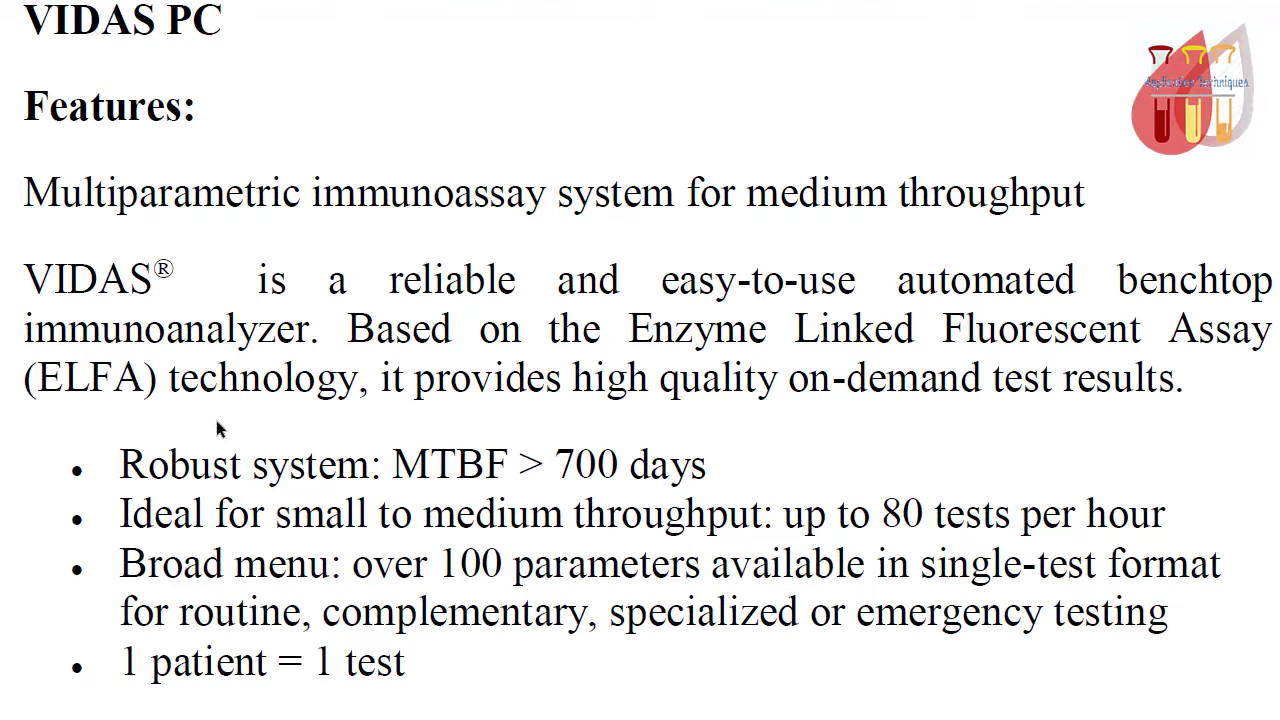 VIDAS PC
Application Techniques
Features:
Multiparametric immunoassay system for medium throughput
VIDAS® is a reliable and easy-to-use automated benchtop
immunoanalyzer. Based on the Enzyme Linked Fluorescent Assay
(ELFA) technology, it provides high quality on-demand test results.
• Robust system: MTBF > 700 days
• Ideal for small to medium throughput: up to 80 tests per hour
• Broad menu: over 100 parameters available in single-test format
for routine, complementary, specialized or emergency testing
• 1 patient = 1 test